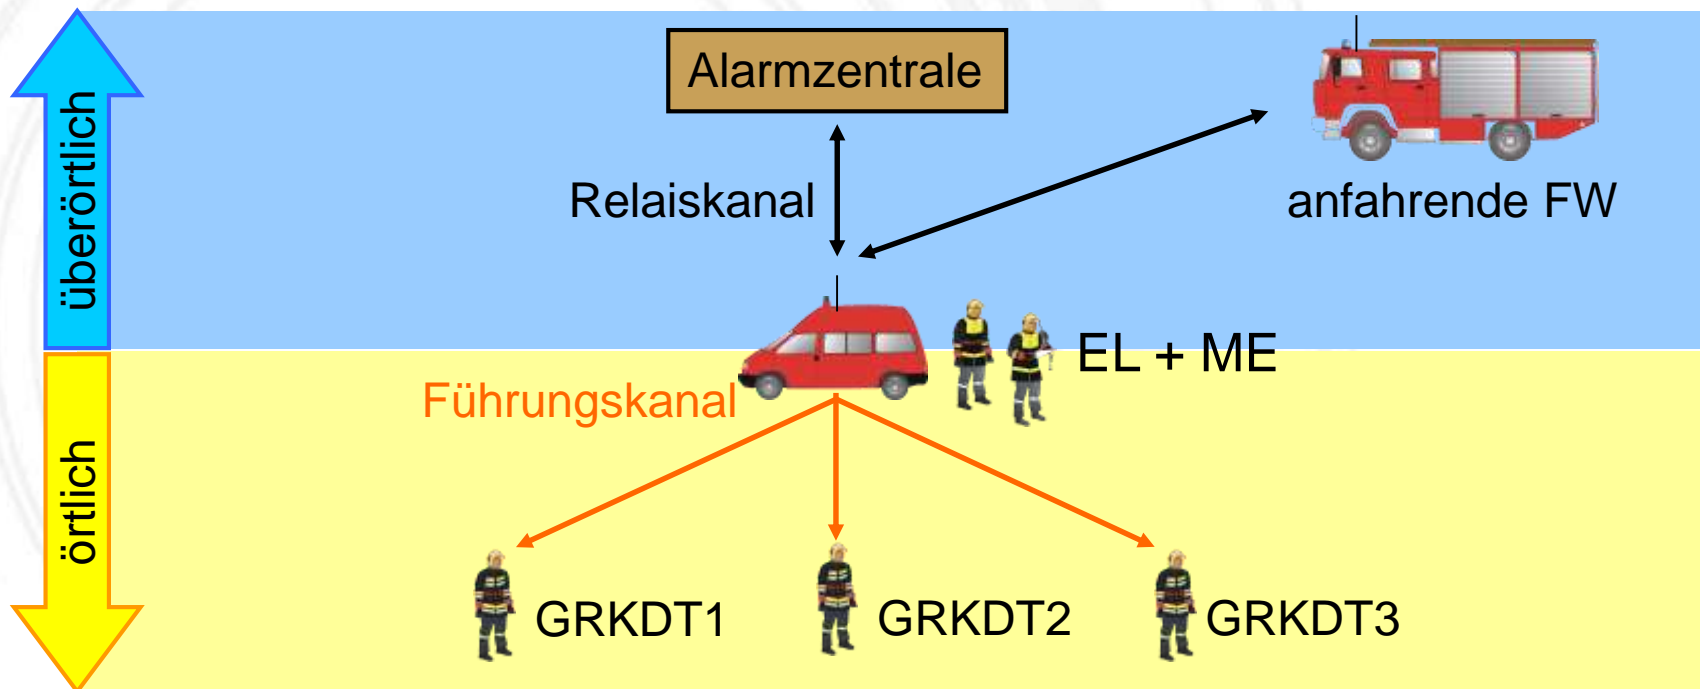 Alarmzentrale
überörtlich
Relaiskanal
anfahrende FW
EL + ME
Führungskanal
örtlich
GRKDT1
GRKDT2
GRKDT3